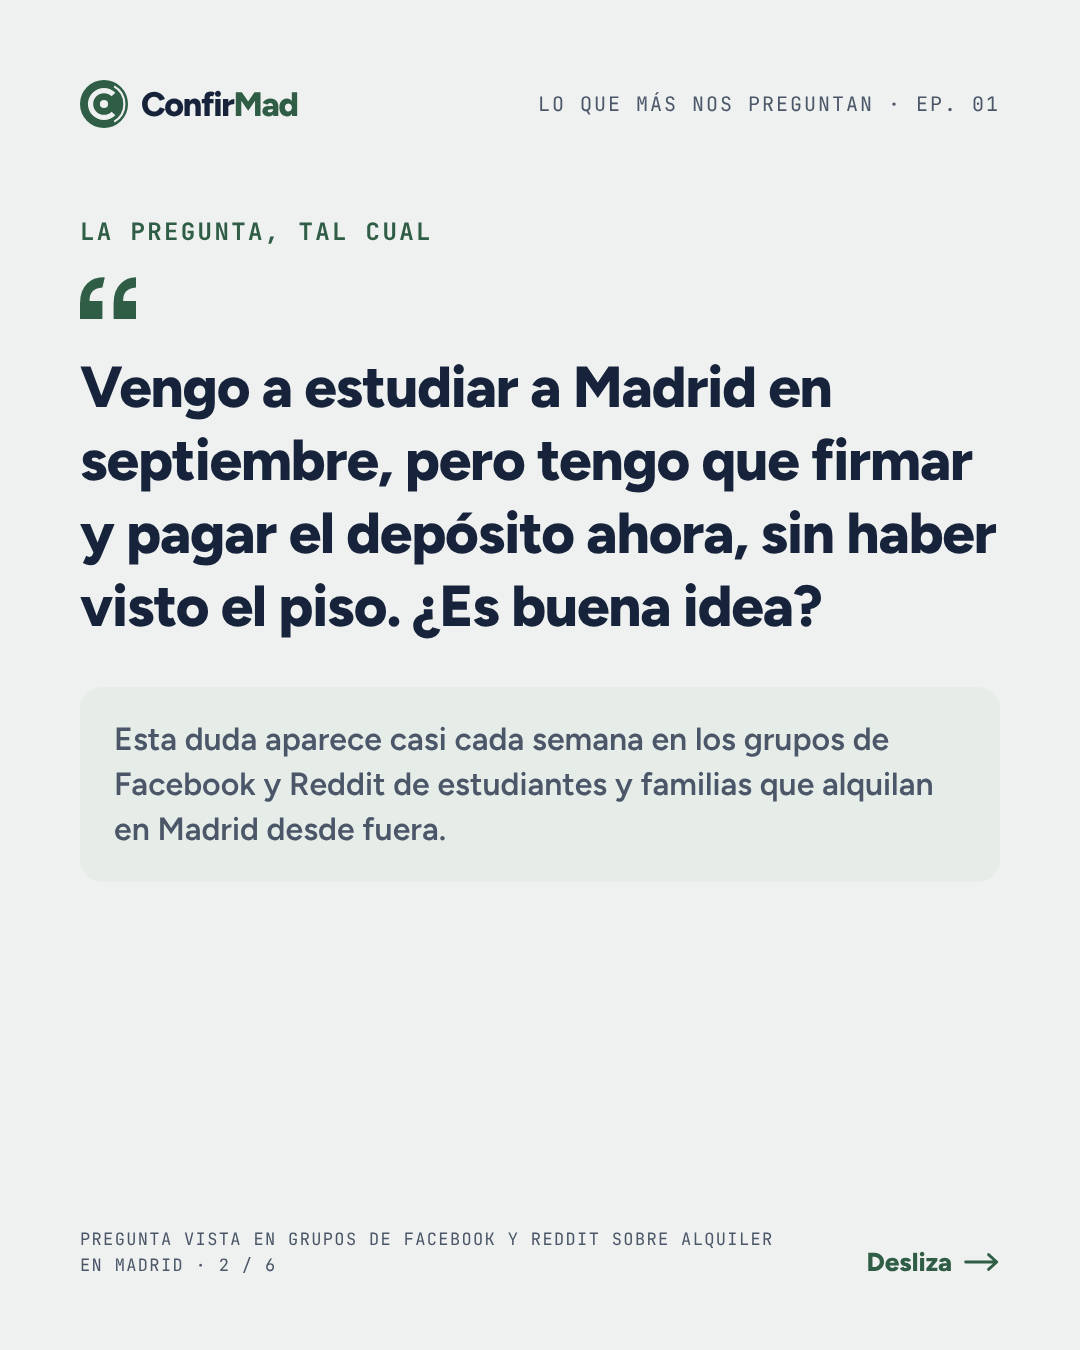 ConfirMad
LO QUE MÁS NOS PREGUNTAN · EP. 01
LA PREGUNTA, TAL CUAL
“
Vengo a estudiar a Madrid en
septiembre, pero tengo que firmar
y pagar el depósito ahora, sin haber
visto el piso. ¿Es buena idea?
Esta duda aparece casi cada semana en los grupos de
Facebook y Reddit de estudiantes y familias que alquilan
en Madrid desde fuera.
PREGUNTA VISTA EN GRUPOS DE FACEBOOK Y REDDIT SOBRE ALQUILER
EN MADRID · 2 / 6
Desliza →